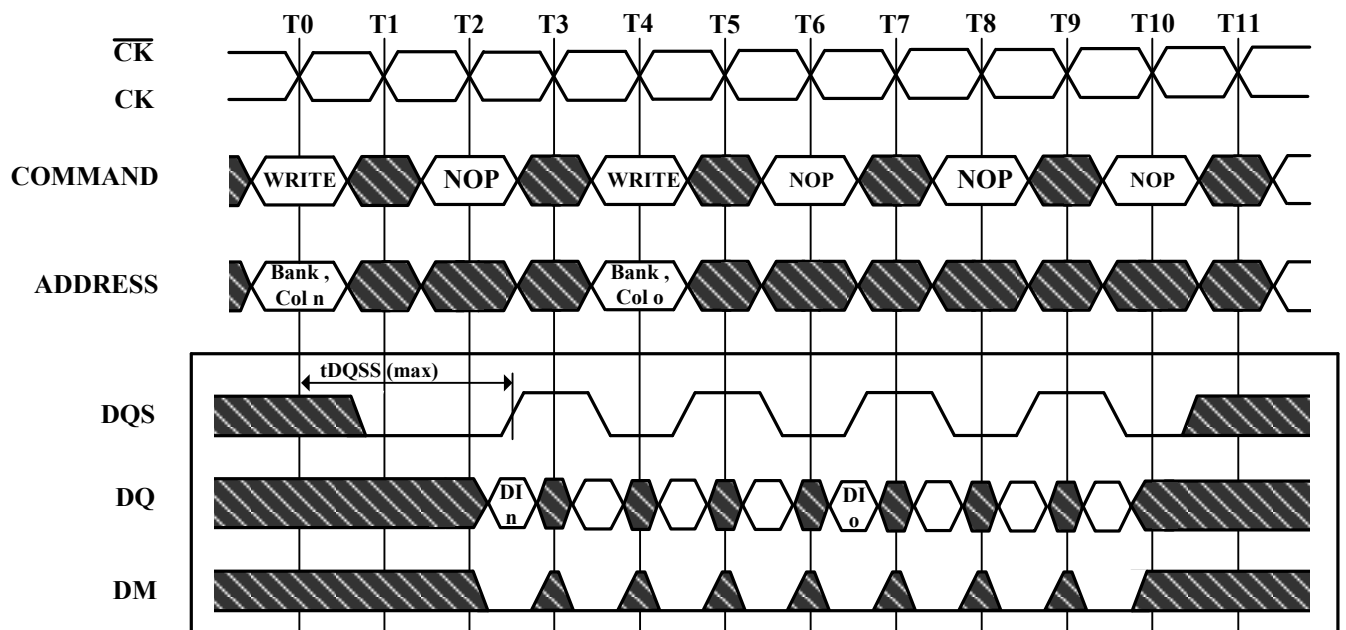 T0 T1 T2 T3 T4 T5 T6 T7 T8 T9 T10 T11
CK
CK
COMMAND WRITE NOP WRITE NOP NOP NOP
ADDRESS
Bank , Bank ,
Col n Col o
tDQSS (max)
DQS
DQ
DI DI
n o
DM